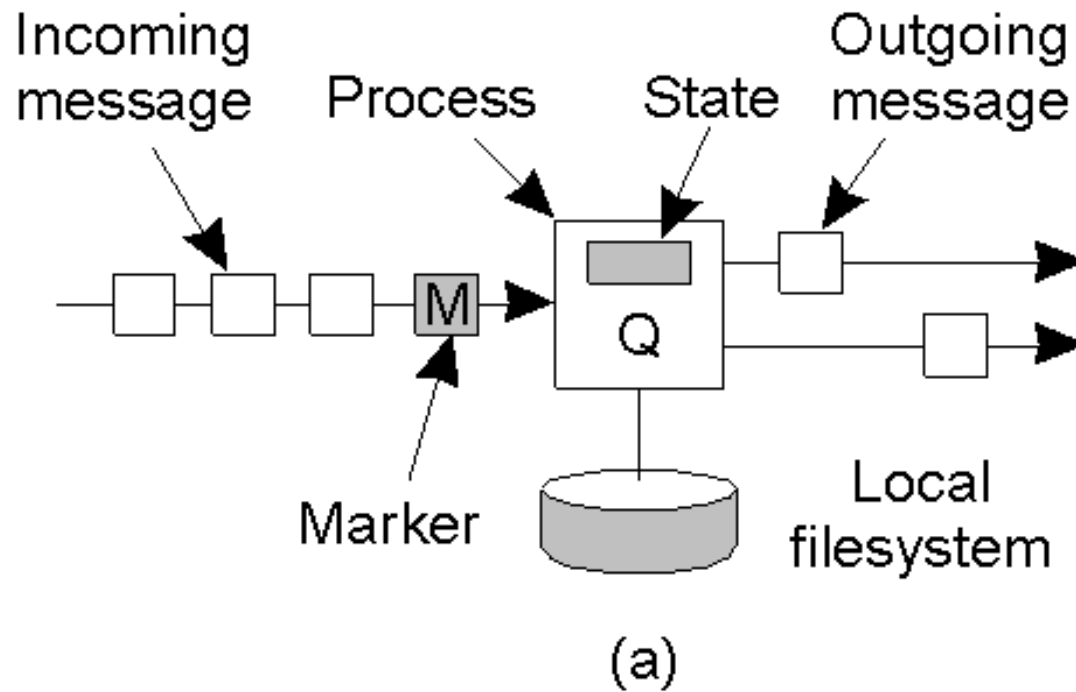 Incoming
message
Process
State
Outgoing
message
M
Q
Marker
Local
filesystem
(a)